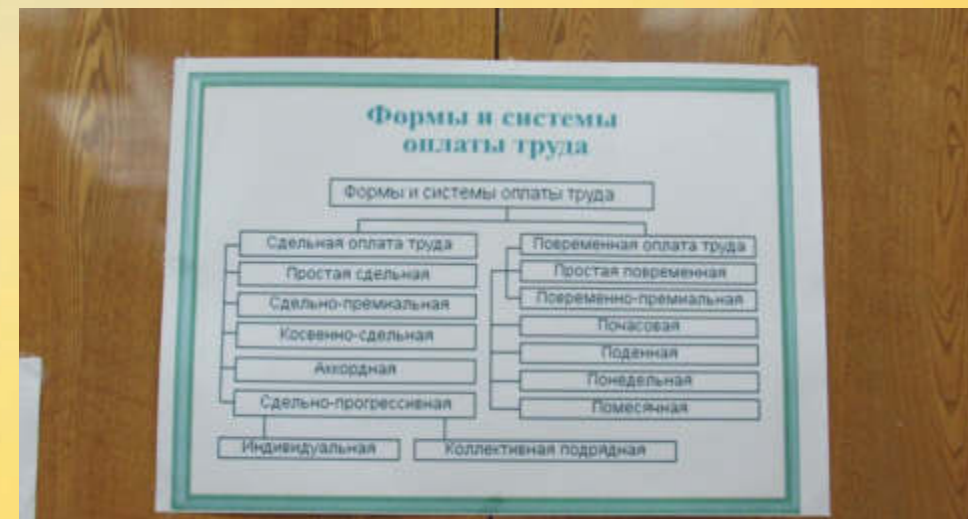 Формы и системы
оплаты труда
Формы и системы оплаты труда
Сдельная оплата труда
Простая сдельная
Сдельно-премиальная
Косвенно-сдельная
Аккордная
Сдельно-прогрессивная
Индивидуальная
Коллективная подрядная
Повременная оплата труда
Простая повременная
Повременно-премиальная
Почасовая
Поденная
Понедельная
Помесячная